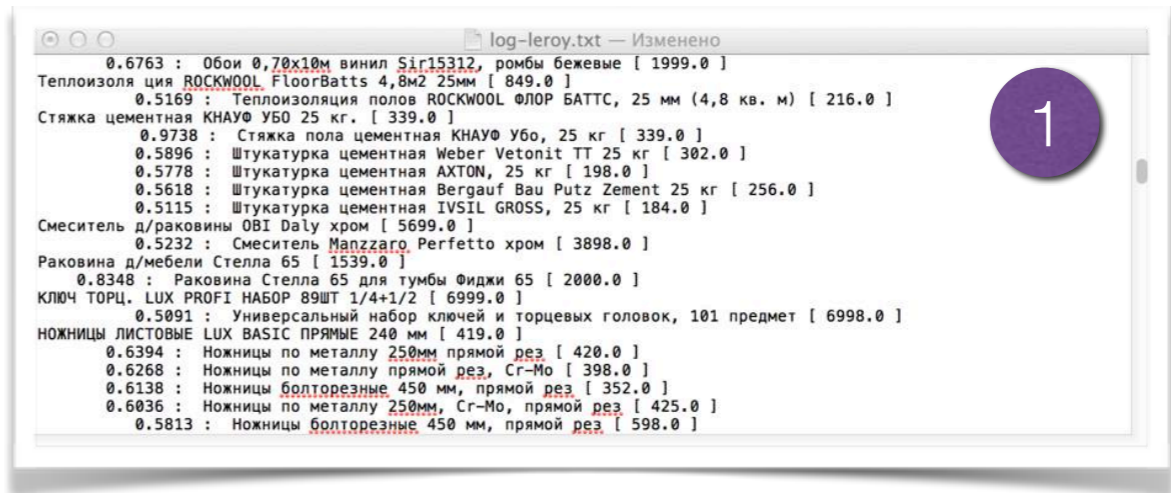 log-leroy.txt — Изменено
0.6763 : Обои 0,70х10м винил Sir15312, ромбы бежевые [ 1999.0 ]
Теплоизоля ция ROCKWOOL FloorBatts 4,8м2 25мм [ 849.0 ]
0.5169 : Теплоизоляция полов ROCKWOOL ФЛОР БАТТС, 25 мм (4,8 кв. м) [ 216.0 ]
Стяжка цементная КНАУФ УБО 25 кг. [ 339.0 ]
0.9738 : Стяжка пола цементная КНАУФ Убо, 25 кг [ 339.0 ]
0.5896 : Штукатурка цементная Weber Vetonit TT 25 кг [ 302.0 ]
0.5778 : Штукатурка цементная AXTON, 25 кг [ 198.0 ]
0.5618 : Штукатурка цементная Bergauf Bau Putz Zement 25 кг [ 256.0 ]
0.5115 : Штукатурка цементная IVSIL GROSS, 25 кг [ 184.0 ]
Смеситель д/раковины OBI Daly хром [ 5699.0 ]
0.5232 : Смеситель Manzzaro Perfetto хром [ 3898.0 ]
Раковина д/мебели Стелла 65 [ 1539.0 ]
0.8348 : Раковина Стелла 65 для тумбы Фиджи 65 [ 2000.0 ]
КЛЮЧ ТОРЦ. LUX PROFI НАБОР 89ШТ 1/4+1/2 [ 6999.0 ]
0.5091 : Универсальный набор ключей и торцевых головок, 101 предмет [ 6998.0 ]
НОЖНИЦЫ ЛИСТОВЫЕ LUX BASIC ПРЯМЫЕ 240 мм [ 419.0 ]
0.6394 : Ножницы по металлу 250мм прямой рез [ 420.0 ]
0.6268 : Ножницы по металлу прямой рез, Cr-Mo [ 398.0 ]
0.6138 : Ножницы болторезные 450 мм, прямой рез [ 352.0 ]
0.6036 : Ножницы по металлу 250мм, Cr-Mo, прямой рез [ 425.0 ]
0.5813 : Ножницы болторезные 450 мм, прямой рез [ 598.0 ]
1